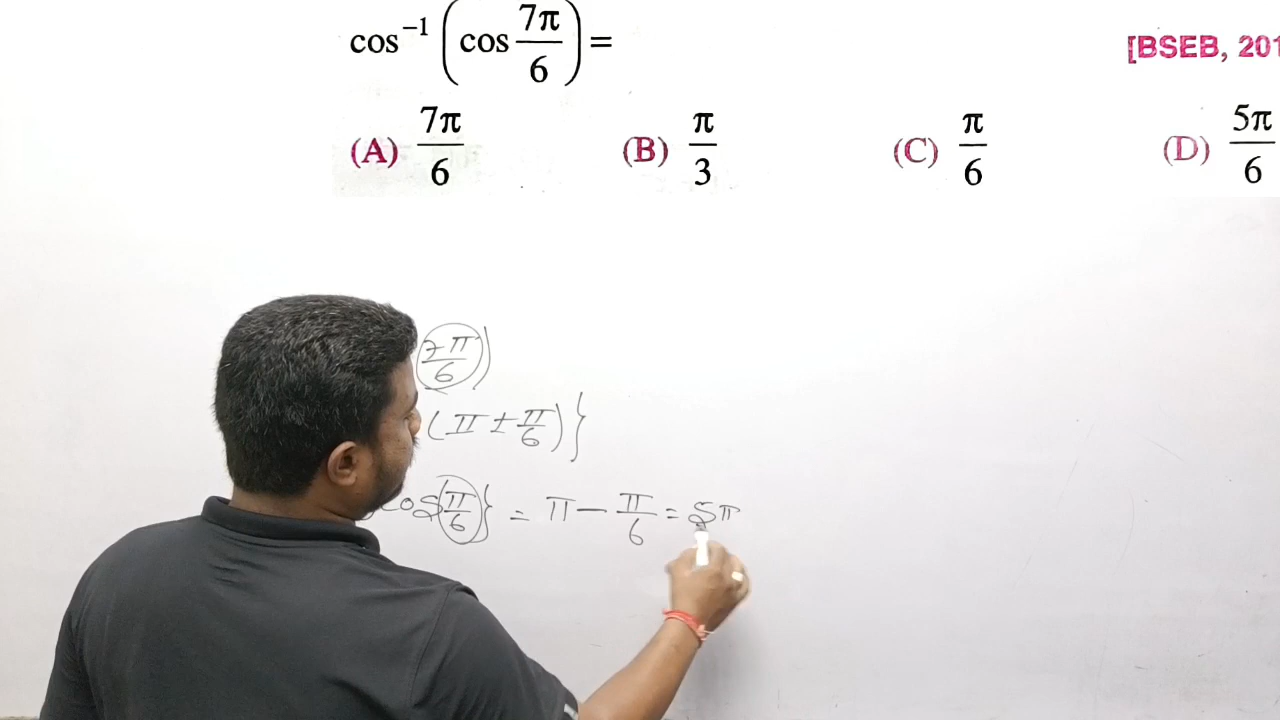 cos⁻¹(cos 7π/6) =
[BSEB, 201
(A) 7π/6 (B) π/3 (C) π/6 (D) 5π/6
7π/6)
(π ± π/6)}
cos(π/6)} = π − π/6 = 5π